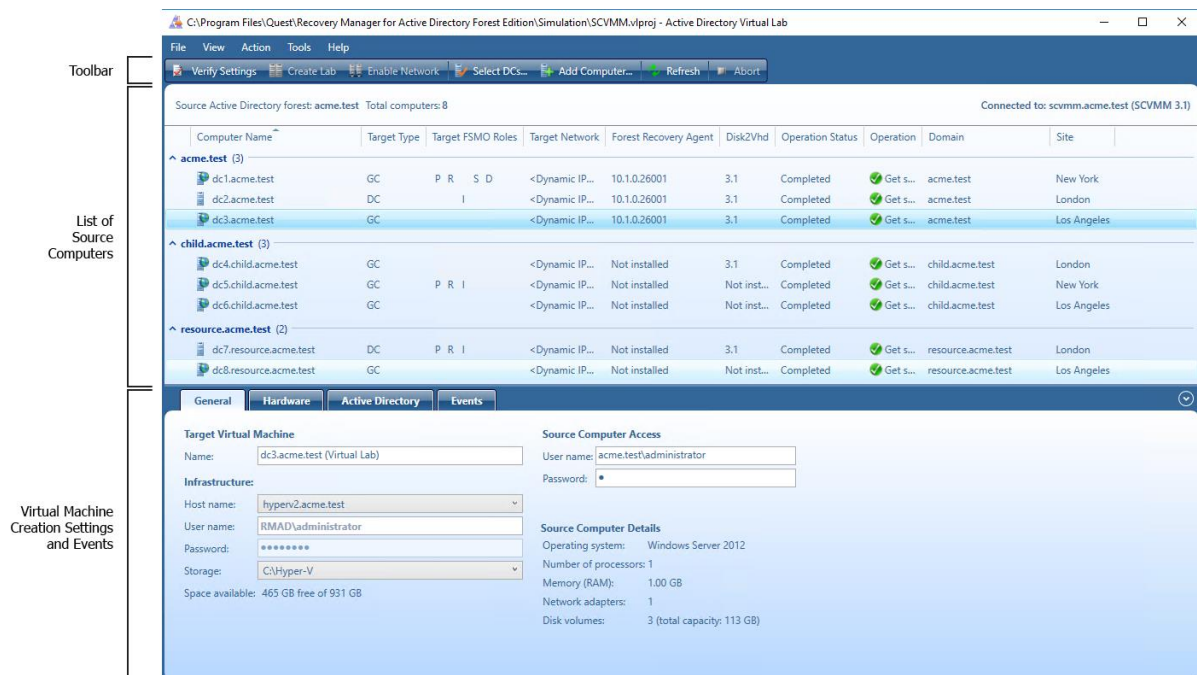 C:\Program Files\Quest\Recovery Manager for Active Directory Forest Edition\Simulation\SCVMM.vlproj - Active Directory Virtual Lab
File View Action Tools Help
Toolbar
Verify Settings Create Lab Enable Network Select DCs... Add Computer... Refresh Abort
Source Active Directory forest: acme.test Total computers: 8 Connected to: scvmm.acme.test (SCVMM 3.1)
Computer Name Target Type Target FSMO Roles Target Network Forest Recovery Agent Disk2Vhd Operation Status Operation Domain Site
acme.test (3)
dc1.acme.test GC P R S D <Dynamic IP... 10.1.0.26001 3.1 Completed Get s... acme.test New York
dc2.acme.test DC I <Dynamic IP... 10.1.0.26001 3.1 Completed Get s... acme.test London
dc3.acme.test GC <Dynamic IP... 10.1.0.26001 3.1 Completed Get s... acme.test Los Angeles
List of
Source
Computers
child.acme.test (3)
dc4.child.acme.test GC <Dynamic IP... Not installed 3.1 Completed Get s... child.acme.test London
dc5.child.acme.test GC P R I <Dynamic IP... Not installed Not inst... Completed Get s... child.acme.test New York
dc6.child.acme.test GC <Dynamic IP... Not installed Not inst... Completed Get s... child.acme.test Los Angeles
resource.acme.test (2)
dc7.resource.acme.test DC P R I <Dynamic IP... Not installed 3.1 Completed Get s... resource.acme.test London
dc8.resource.acme.test GC <Dynamic IP... Not installed Not inst... Completed Get s... resource.acme.test Los Angeles
General Hardware Active Directory Events
Virtual Machine
Creation Settings
and Events
Target Virtual Machine
Name: dc3.acme.test (Virtual Lab)
Infrastructure:
Host name: hyperv2.acme.test
User name: RMAD\administrator
Password: ●●●●●●●●
Storage: C:\Hyper-V
Space available: 465 GB free of 931 GB
Source Computer Access
User name: acme.test\administrator
Password: ●
Source Computer Details
Operating system: Windows Server 2012
Number of processors: 1
Memory (RAM): 1.00 GB
Network adapters: 1
Disk volumes: 3 (total capacity: 113 GB)